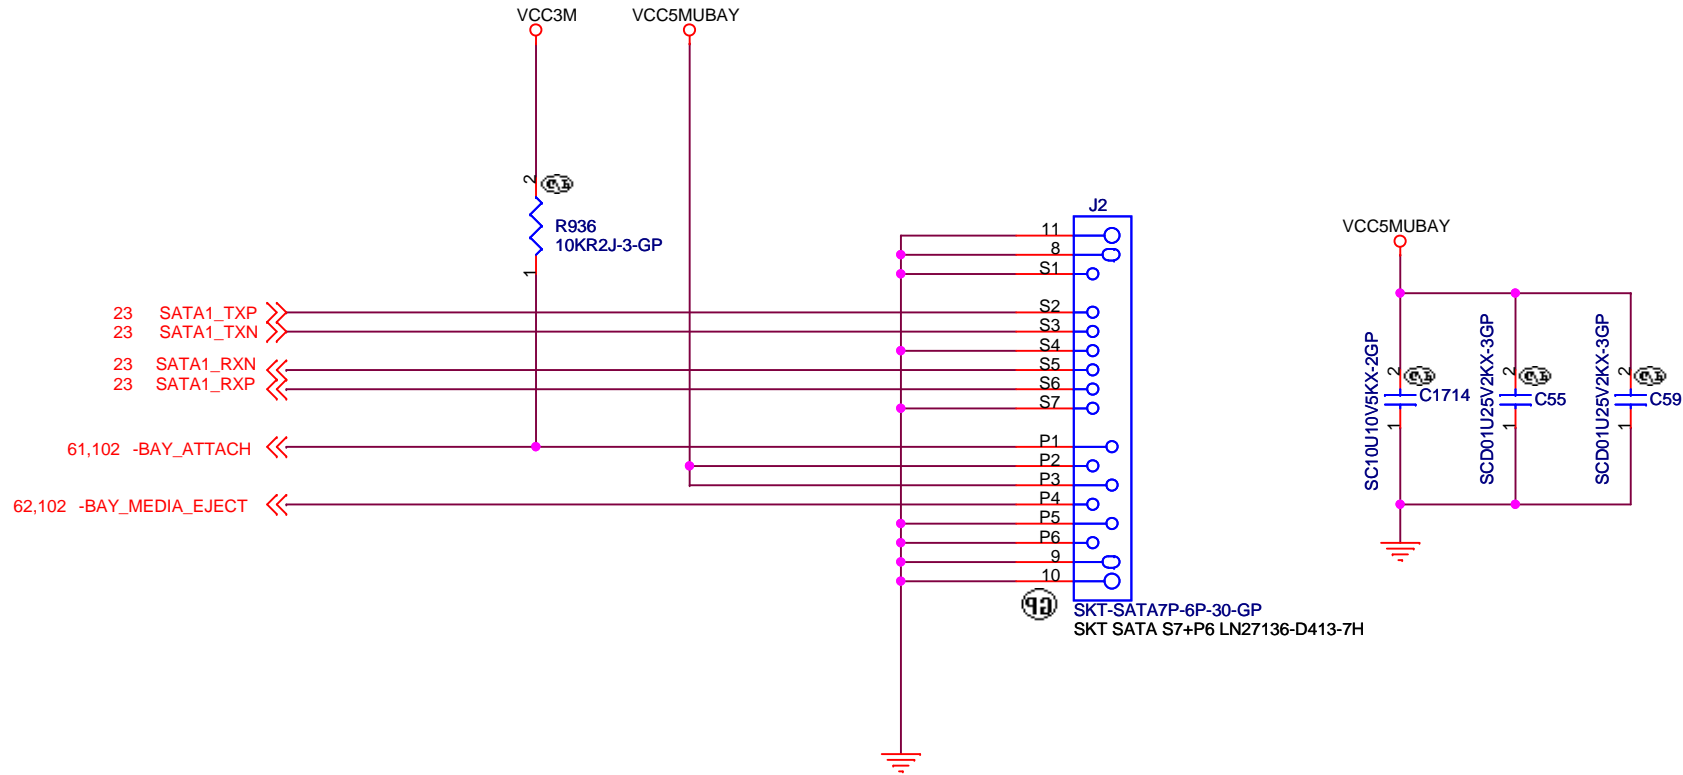 VCC3M
VCC5MUBAY
2
R936
10KR2J-3-GP
1
J2
11
8
S1
23 SATA1_TXP
S2
23 SATA1_TXN
S3
S4
23 SATA1_RXN
S5
23 SATA1_RXP
S6
S7
61,102 -BAY_ATTACH
P1
P2
P3
62,102 -BAY_MEDIA_EJECT
P4
P5
P6
9
10
GP
SKT-SATA7P-6P-30-GP
SKT SATA S7+P6 LN27136-D413-7H
VCC5MUBAY
SC10U10V5KX-2GP
2
C1714
1
SCD01U25V2KX-3GP
2
C55
1
SCD01U25V2KX-3GP
2
C59
1